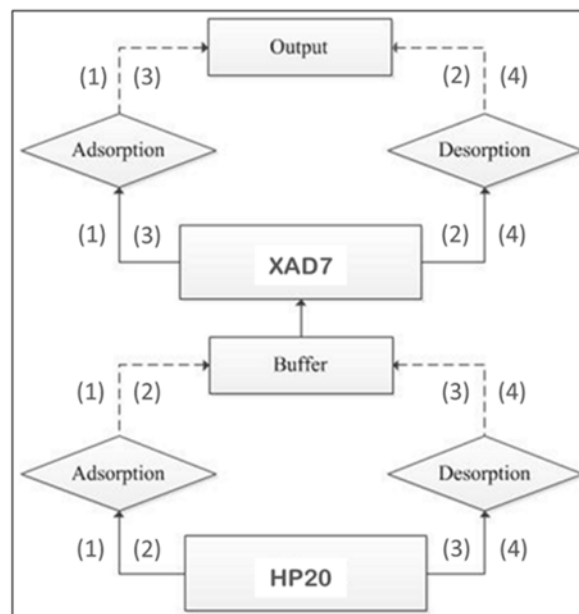 Output
(1) (3) (2) (4)
Adsorption Desorption
(1) (3) (2) (4)
XAD7
Buffer
(1) (2) (3) (4)
Adsorption Desorption
(1) (2) (3) (4)
HP20